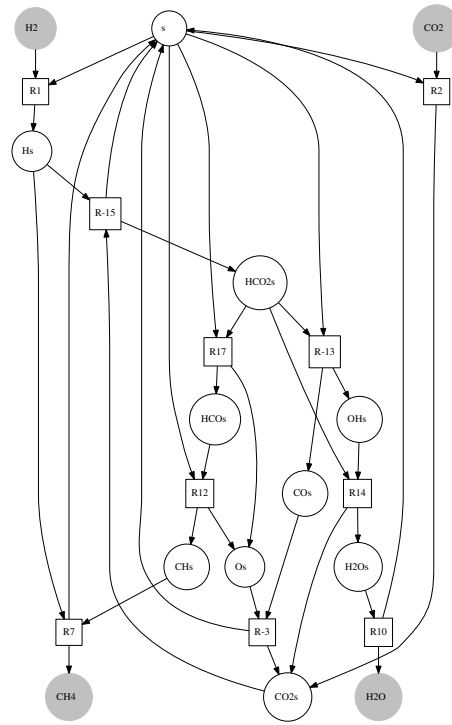 H2
s
CO2
R1
R2
Hs
R-15
HCO2s
R17
R-13
HCOs
OHs
R12
COs
R14
CHs
Os
H2Os
R7
R-3
R10
CH4
CO2s
H2O